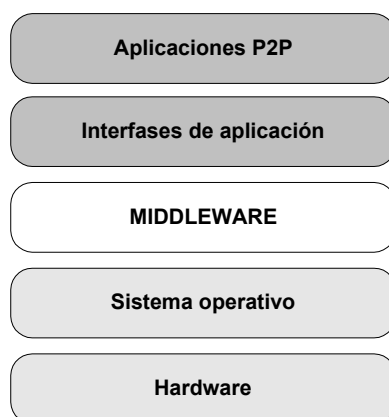 Aplicaciones P2P
Interfases de aplicación
MIDDLEWARE
Sistema operativo
Hardware